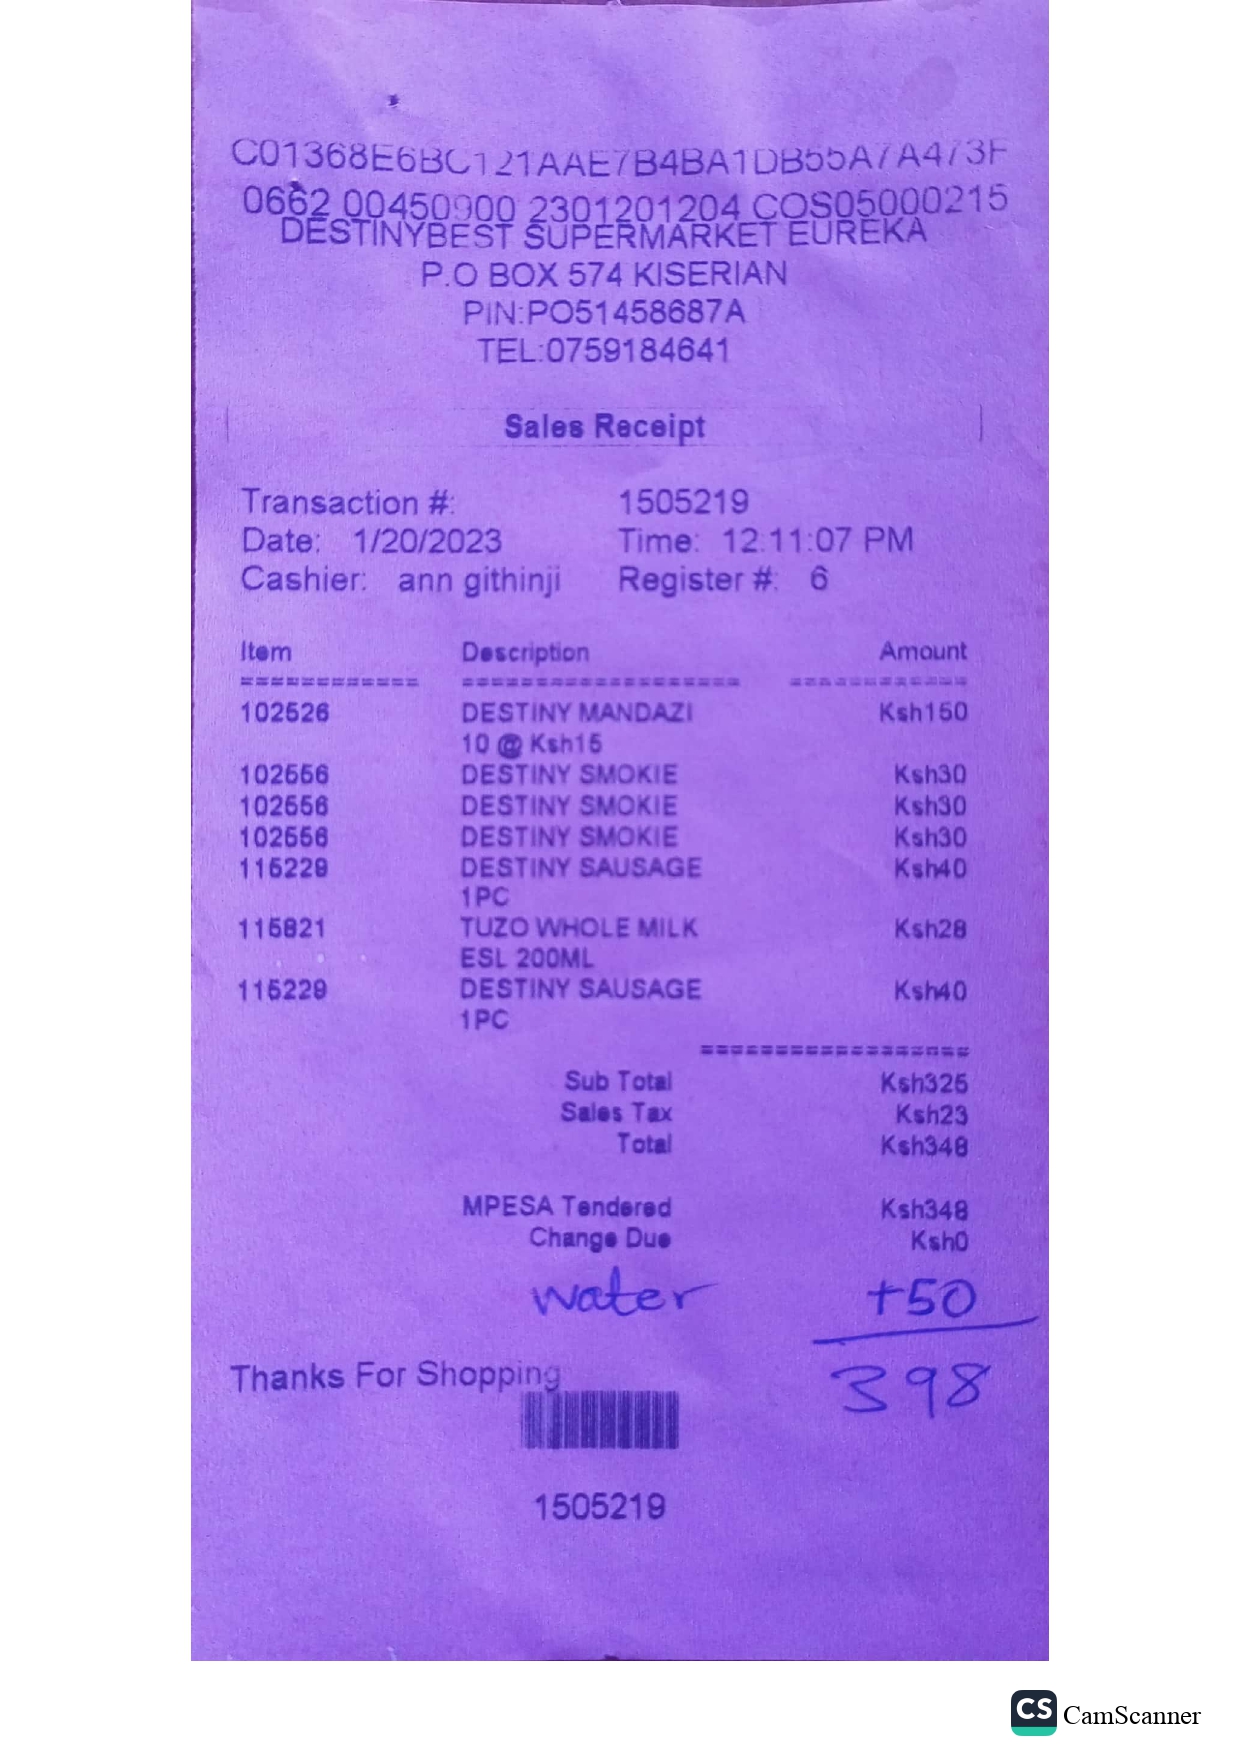 C01368E6BC121AAE7B4BA1DB55A7A473F
0662 00450900 2301201204 COS05000215
DESTINYBEST SUPERMARKET EUREKA
P.O BOX 574 KISERIAN
PIN:PO51458687A
TEL:0759184641
Sales Receipt
Transaction #: 1505219
Date: 1/20/2023 Time: 12:11:07 PM
Cashier: ann githinji Register #: 6
Item Description Amount
============ =================== ============
102526 DESTINY MANDAZI Ksh150
10 @ Ksh15
102556 DESTINY SMOKIE Ksh30
102556 DESTINY SMOKIE Ksh30
102556 DESTINY SMOKIE Ksh30
115229 DESTINY SAUSAGE Ksh40
1PC
115821 TUZO WHOLE MILK Ksh28
ESL 200ML
115229 DESTINY SAUSAGE Ksh40
1PC
==================
Sub Total Ksh325
Sales Tax Ksh23
Total Ksh348
MPESA Tendered Ksh348
Change Due Ksh0
water +50
398
Thanks For Shopping
1505219
CS CamScanner